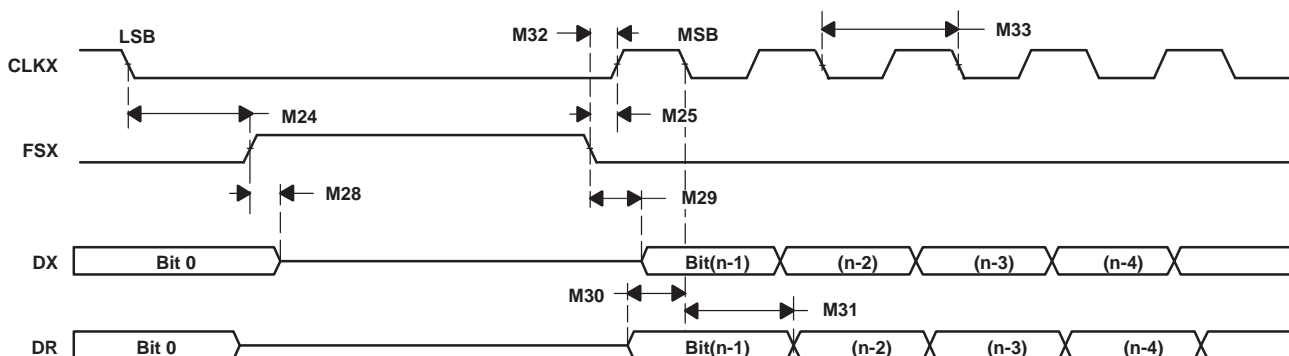 LSB
M32
MSB
M33
CLKX
M24
M25
FSX
M28
M29
DX
Bit 0
Bit(n-1)
(n-2)
(n-3)
(n-4)
M30
M31
DR
Bit 0
Bit(n-1)
(n-2)
(n-3)
(n-4)